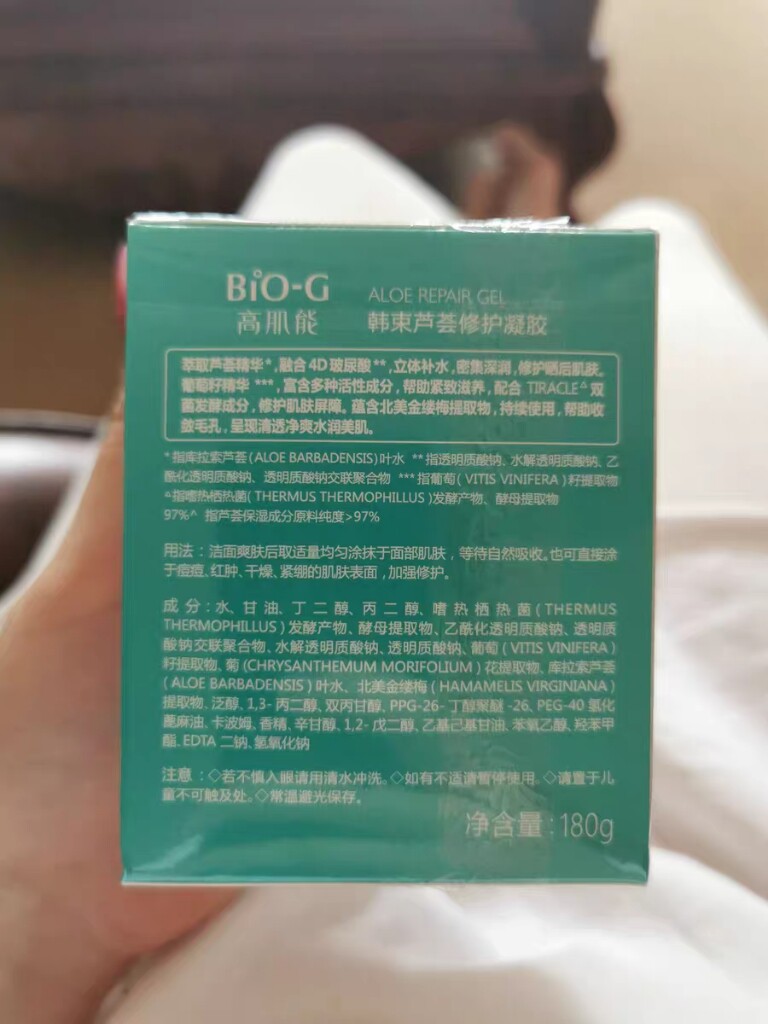 BiO-G
高肌能
ALOE REPAIR GEL
韩束芦荟修护凝胶
萃取芦荟精华*,融合4D玻尿酸**,立体补水,密集深润,修护晒后肌肤。
葡萄籽精华***,富含多种活性成分,帮助紧致滋养,配合 TIRACLE△双
菌发酵成分,修护肌肤屏障。蕴含北美金缕梅提取物,持续使用,帮助收
敛毛孔,呈现清透净爽水润美肌。
*指库拉索芦荟(ALOE BARBADENSIS)叶水 **指透明质酸钠、水解透明质酸钠、乙
酰化透明质酸钠、透明质酸钠交联聚合物 ***指葡萄(VITIS VINIFERA)籽提取物
△指嗜热栖热菌(THERMUS THERMOPHILLUS)发酵产物、酵母提取物
97%^ 指芦荟保湿成分原料纯度>97%
用法:洁面爽肤后取适量均匀涂抹于面部肌肤,等待自然吸收。也可直接涂
于痘痘、红肿、干燥、紧绷的肌肤表面,加强修护。
成分:水、甘油、丁二醇、丙二醇、嗜热栖热菌(THERMUS
THERMOPHILLUS)发酵产物、酵母提取物、乙酰化透明质酸钠、透明质
酸钠交联聚合物、水解透明质酸钠、透明质酸钠、葡萄(VITIS VINIFERA)
籽提取物、菊(CHRYSANTHEMUM MORIFOLIUM)花提取物、库拉索芦荟
(ALOE BARBADENSIS)叶水、北美金缕梅(HAMAMELIS VIRGINIANA)
提取物、泛醇、1,3-丙二醇、双丙甘醇、PPG-26-丁醇聚醚-26、PEG-40氢化
蓖麻油、卡波姆、香精、辛甘醇、1,2-戊二醇、乙基己基甘油、苯氧乙醇、羟苯甲
酯、EDTA二钠、氢氧化钠
注意:◇若不慎入眼请用清水冲洗。◇如有不适请暂停使用。◇请置于儿
童不可触及处。◇常温避光保存。
净含量:180g